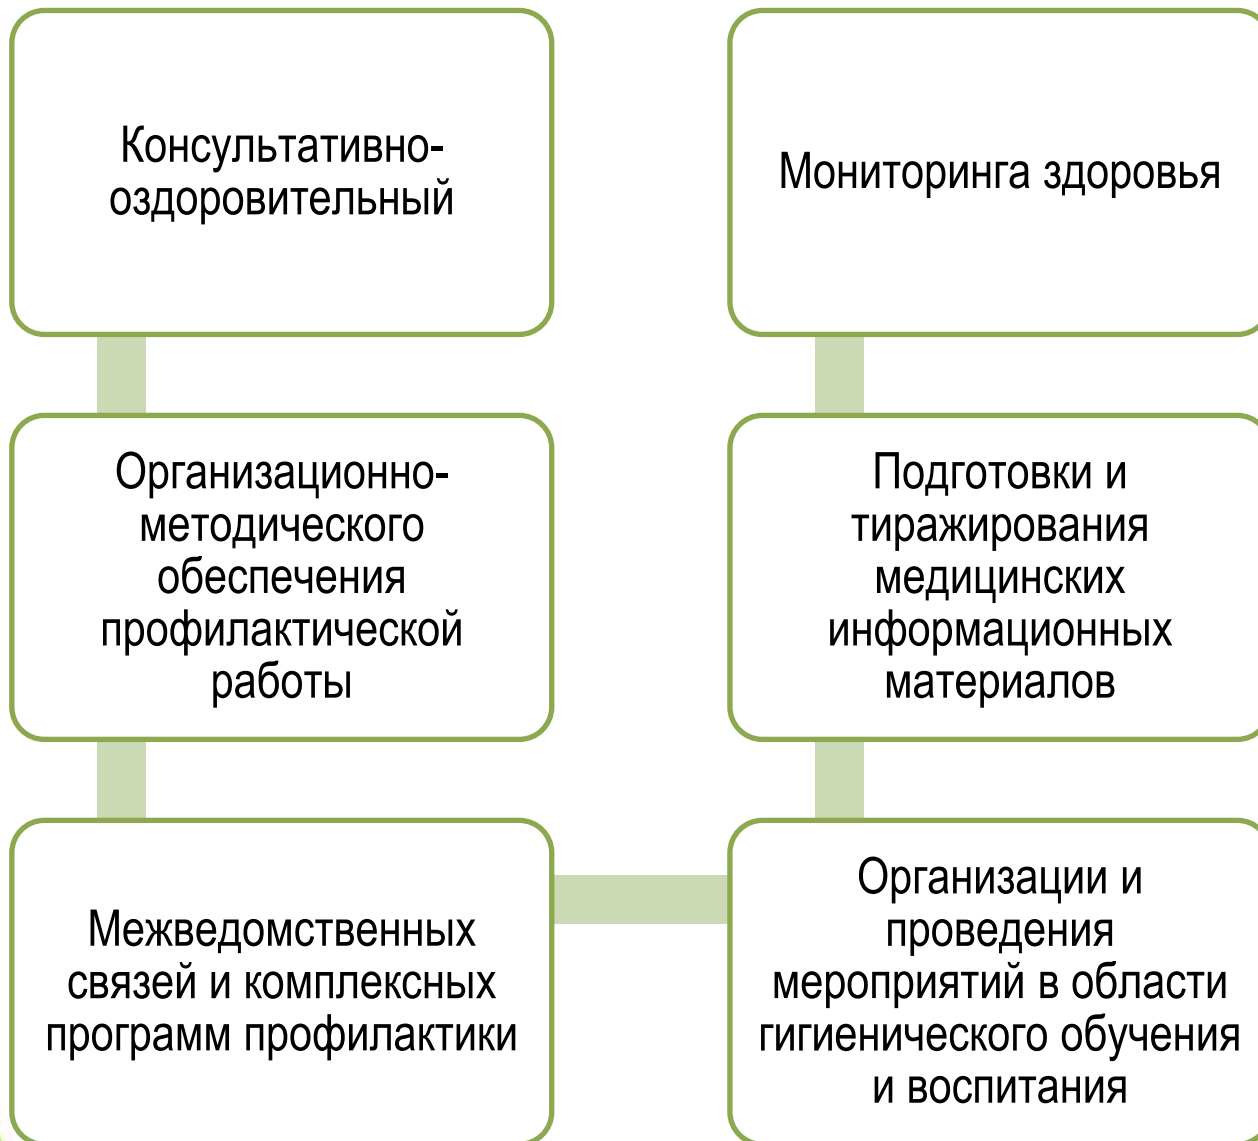 Консультативно-
оздоровительный
Организационно-
методического
обеспечения
профилактической
работы
Межведомственных
связей и комплексных
программ профилактики
Организации и
проведения
мероприятий в области
гигиенического обучения
и воспитания
Подготовки и
тиражирования
медицинских
информационных
материалов
Мониторинга здоровья